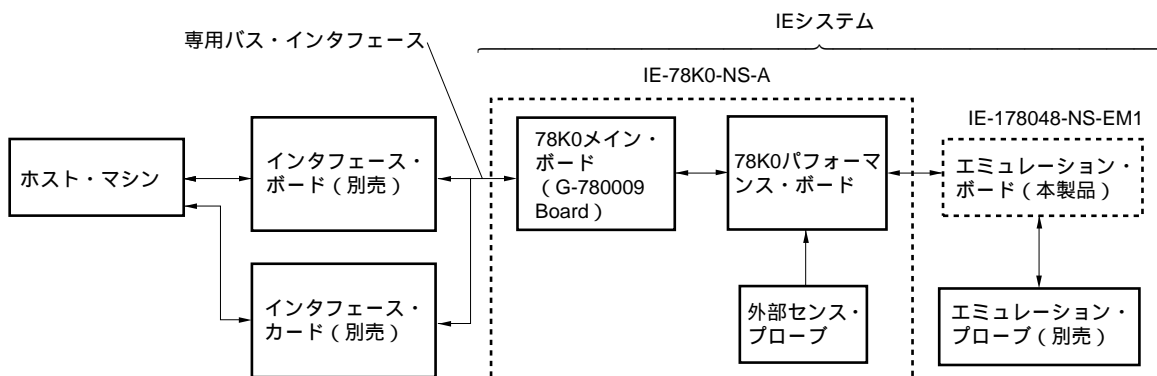 IEシステム
専用バス・インタフェース
IE-78K0-NS-A
IE-178048-NS-EM1
ホスト・マシン
インタフェース・
ボード（別売）
78K0メイン・
ボード
（G-780009
Board）
78K0パフォーマ
ンス・ボード
エミュレーション・
ボード（本製品）
インタフェース・
カード（別売）
外部センス・
プローブ
エミュレーション・
プローブ（別売）